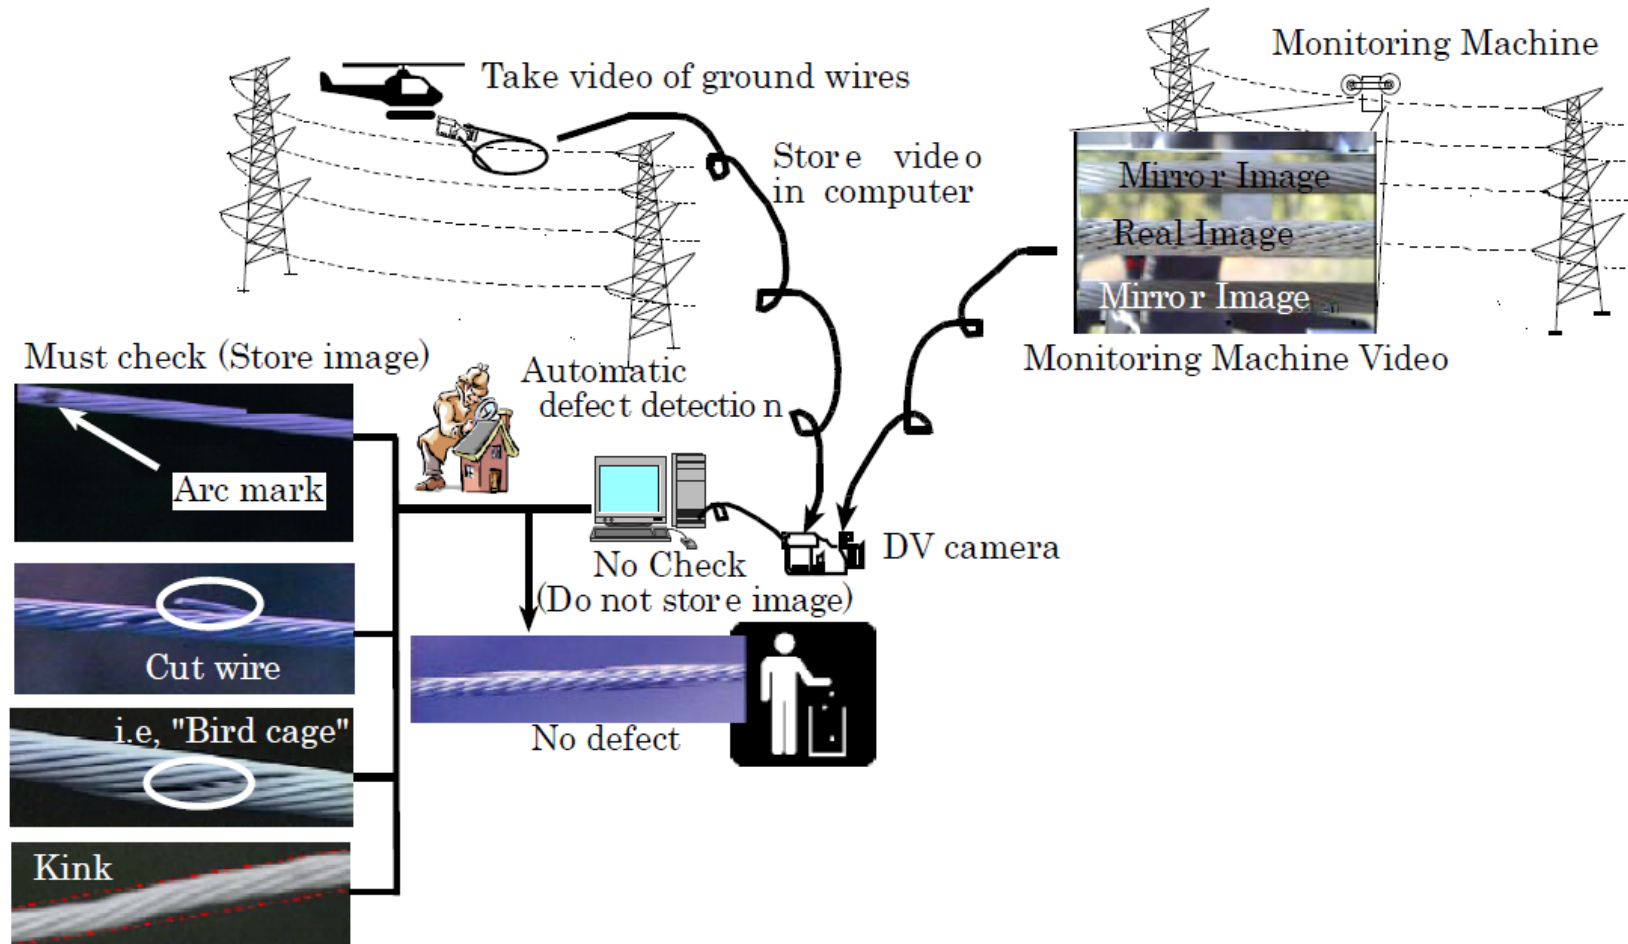 Take video of ground wires
Monitoring Machine
Store video
in computer
Mirror Image
Real Image
Mirror Image
Monitoring Machine Video
Must check (Store image)
Automatic
defect detection
Arc mark
DV camera
No Check
(Do not store image)
Cut wire
i.e, "Bird cage"
No defect
Kink